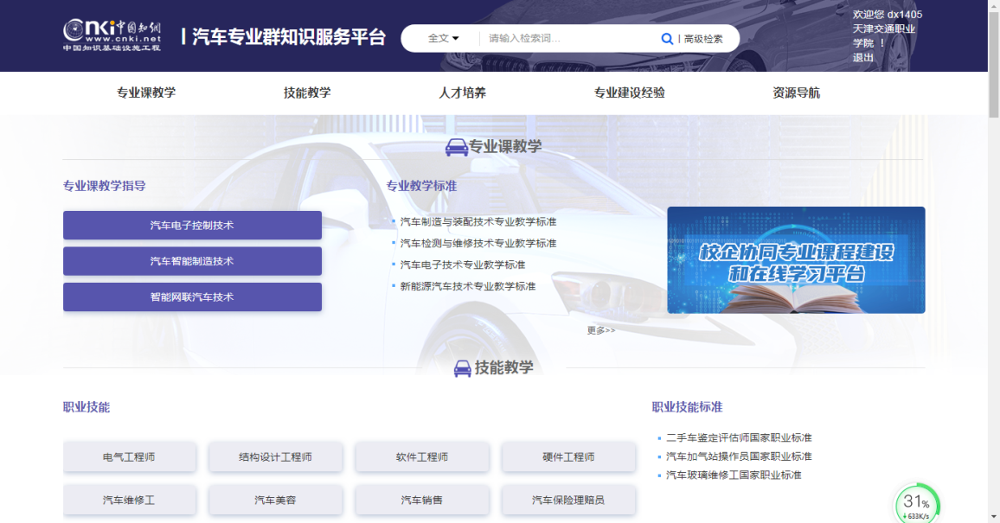 cnki中国知网
www.cnki.net
中国知识基础设施工程
汽车专业群知识服务平台
全文
请输入检索词...
高级检索
欢迎您 dx1405
天津交通职业
学院 ！
退出
专业课教学
技能教学
人才培养
专业建设经验
资源导航
专业课教学
专业课教学指导
汽车电子控制技术
汽车智能制造技术
智能网联汽车技术
专业教学标准
汽车制造与装配技术专业教学标准
汽车检测与维修技术专业教学标准
汽车电子技术专业教学标准
新能源汽车技术专业教学标准
更多>>
校企协同专业课程建设
和在线学习平台
技能教学
职业技能
电气工程师
结构设计工程师
软件工程师
硬件工程师
汽车维修工
汽车美容
汽车销售
汽车保险理赔员
职业技能标准
二手车鉴定评估师国家职业标准
汽车加气站操作员国家职业标准
汽车玻璃维修工国家职业标准
31%
633K/s